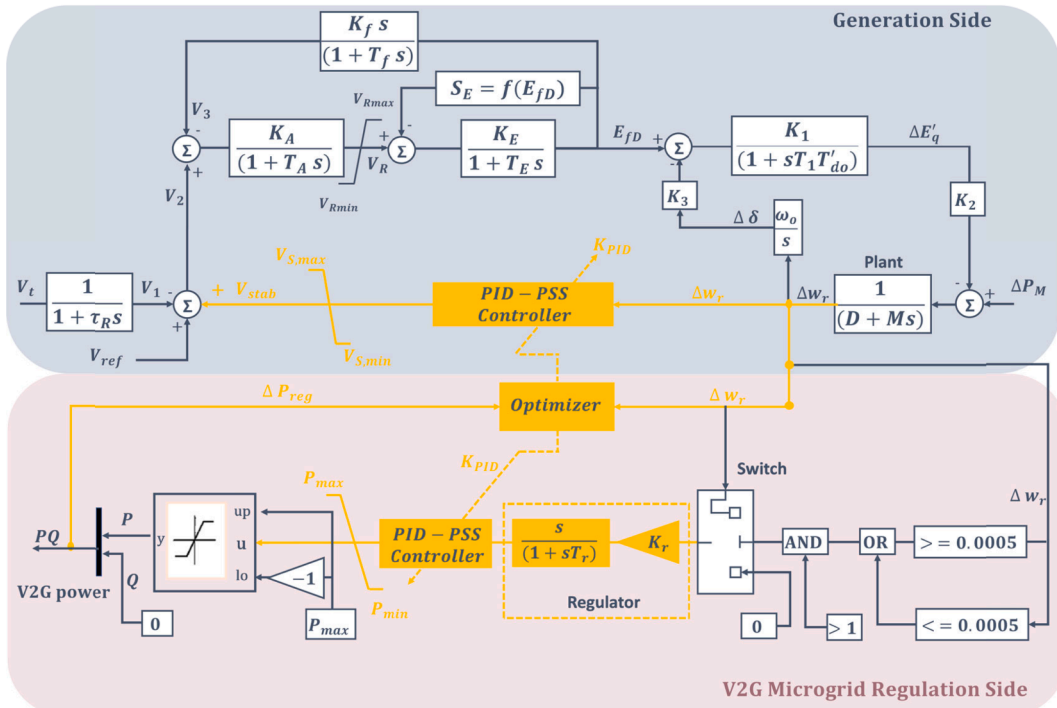 Generation Side
K_f s
(1 + T_f s)
S_E = f(E_fD)
V_3
V_Rmax
-
-
K_A
(1 + T_A s)
Σ
+
V_R
+
Σ
K_E
1 + T_E s
E_fD
+
Σ
-
K_1
(1 + sT_1T'_do)
ΔE'_q
V_2
V_Rmin
K_3
K_2
Δ δ
ω_o
s
V_S,max
K_PID
Plant
V_t
1
1 + τ_R s
V_1
-
Σ
+
+ V_stab
PID – PSS
Controller
Δw_r
Δw_r
1
(D + Ms)
-
Σ
+
ΔP_M
V_ref
V_S,min
Δ P_reg
Optimizer
Δ w_r
K_PID
Switch
P_max
Δ w_r
PQ
P
y
up
u
lo
PID – PSS
Controller
s
(1 + sT_r)
K_r
AND
OR
>= 0.0005
V2G power
Q
−1
P_min
Regulator
0
P_max
0
> 1
<= 0.0005
V2G Microgrid Regulation Side